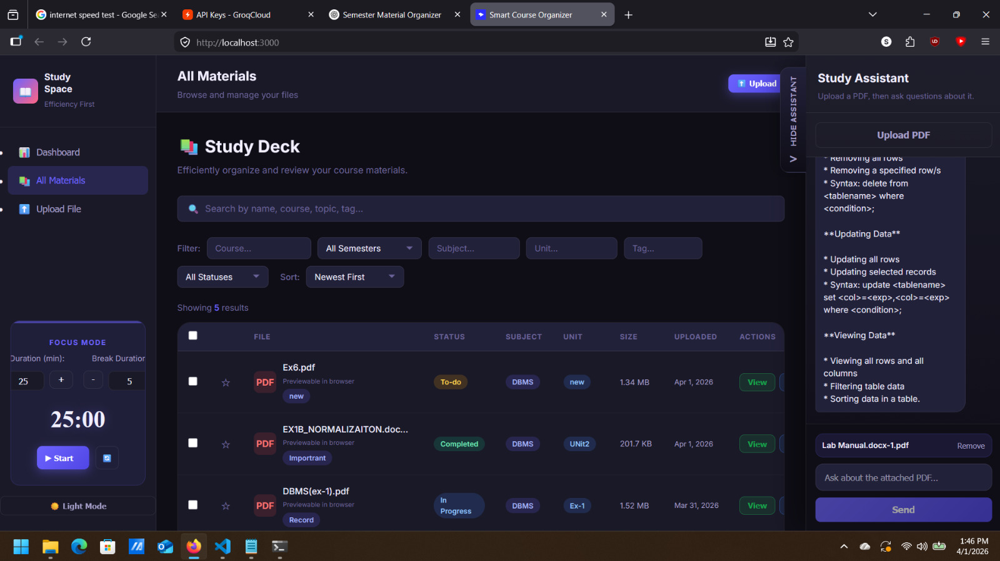 internet speed test - Google Se
API Keys - GroqCloud
Semester Material Organizer
Smart Course Organizer
http://localhost:3000
S
Study
Space
Efficiency First
Dashboard
All Materials
Upload File
FOCUS MODE
Duration (min):
Break Duration
25
+
-
5
25:00
Start
Light Mode
All Materials
Browse and manage your files
Upload
HIDE ASSISTANT
Study Deck
Efficiently organize and review your course materials.
Search by name, course, topic, tag...
Filter:
Course...
All Semesters
Subject...
Unit...
Tag...
All Statuses
Sort:
Newest First
Showing 5 results
FILE
STATUS
SUBJECT
UNIT
SIZE
UPLOADED
ACTIONS
PDF
Ex6.pdf
Previewable in browser
new
To-do
DBMS
new
1.34 MB
Apr 1, 2026
View
PDF
EX1B_NORMALIZAITON.doc...
Previewable in browser
Importrant
Completed
DBMS
UNit2
201.7 KB
Apr 1, 2026
View
PDF
DBMS(ex-1).pdf
Previewable in browser
Record
In
Progress
DBMS
Ex-1
1.52 MB
Mar 31, 2026
View
Study Assistant
Upload a PDF, then ask questions about it.
Upload PDF
* Removing all rows
* Removing a specified row/s
* Syntax: delete from
<tablename> where
<condition>;
**Updating Data**
* Updating all rows
* Updating selected records
* Syntax: update <tablename>
set <col>=<exp>,<col>=<exp>
where <condition>;
**Viewing Data**
* Viewing all rows and all
columns
* Filtering table data
* Sorting data in a table.
Lab Manual.docx-1.pdf
Remove
Ask about the attached PDF...
Send
1:46 PM
4/1/2026